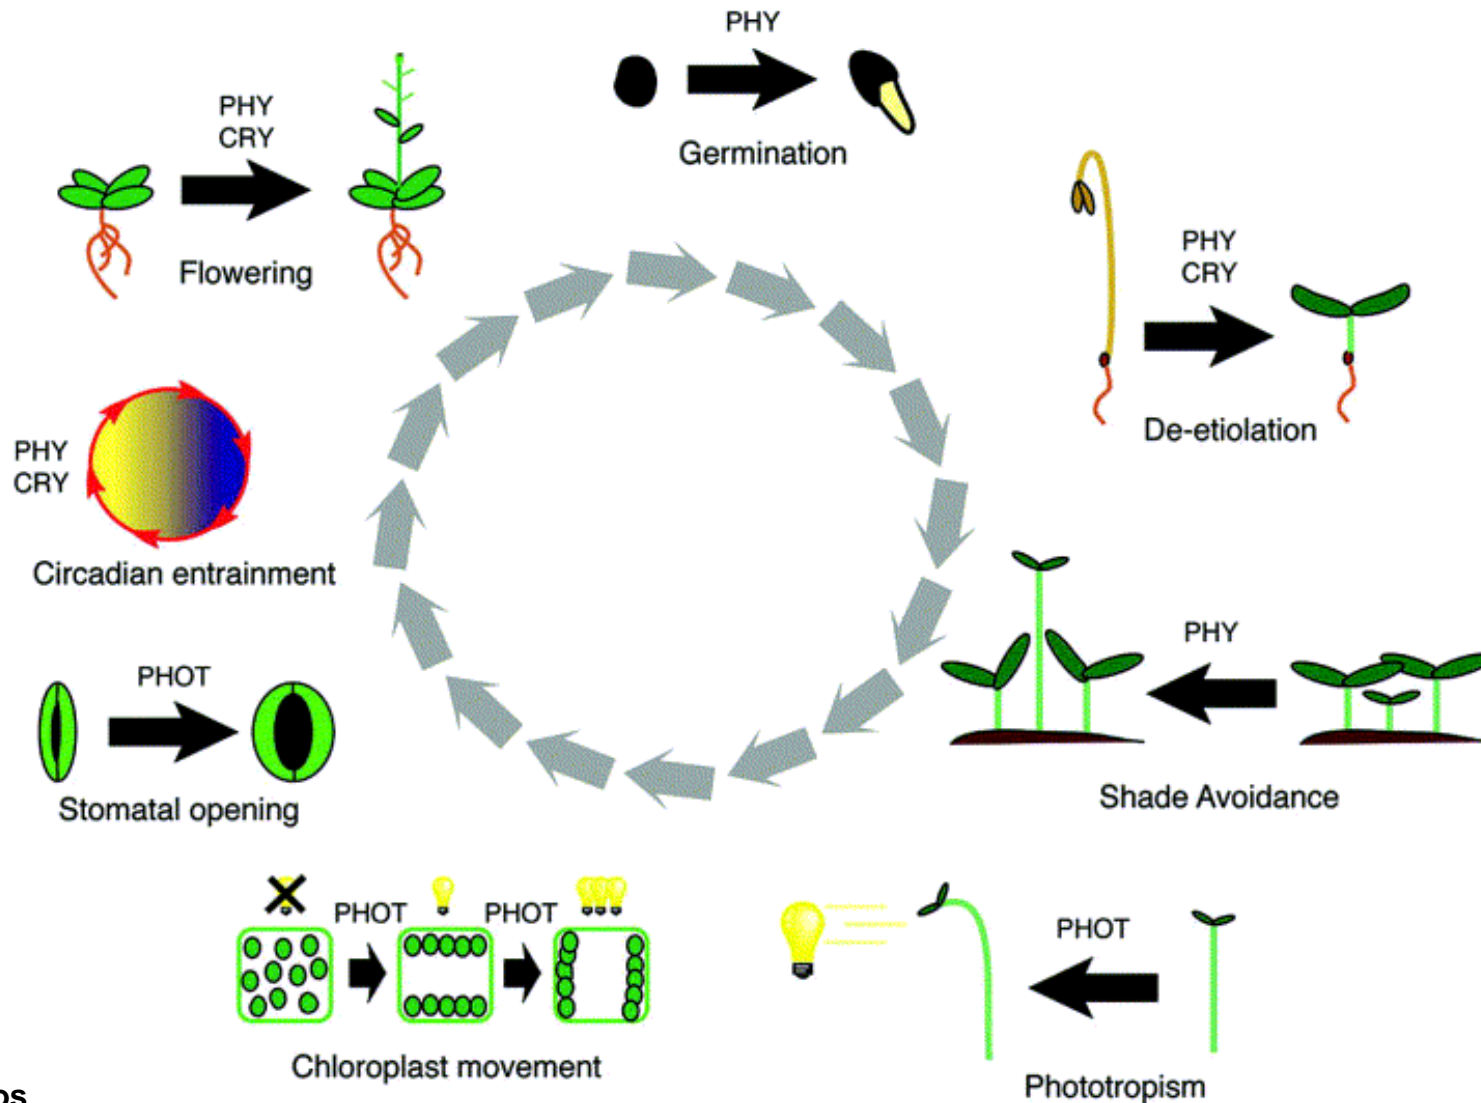 PHY
Germination
PHY
CRY
Flowering
PHY
CRY
De-etiolation
PHY
CRY
Circadian entrainment
PHY
Shade Avoidance
PHOT
Stomatal opening
PHOT
PHOT
Chloroplast movement
PHOT
Phototropism
os